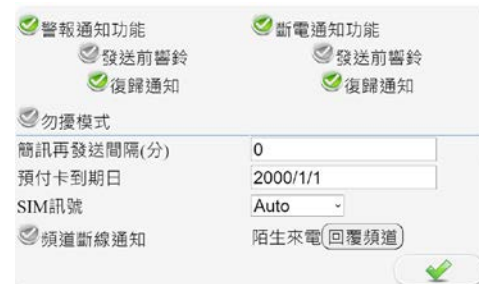 警報通知功能 斷電通知功能
發送前響鈴 發送前響鈴
復歸通知 復歸通知
勿擾模式
簡訊再發送間隔(分) 0
預付卡到期日 2000/1/1
SIM訊號 Auto
頻道斷線通知 陌生來電 回覆頻道